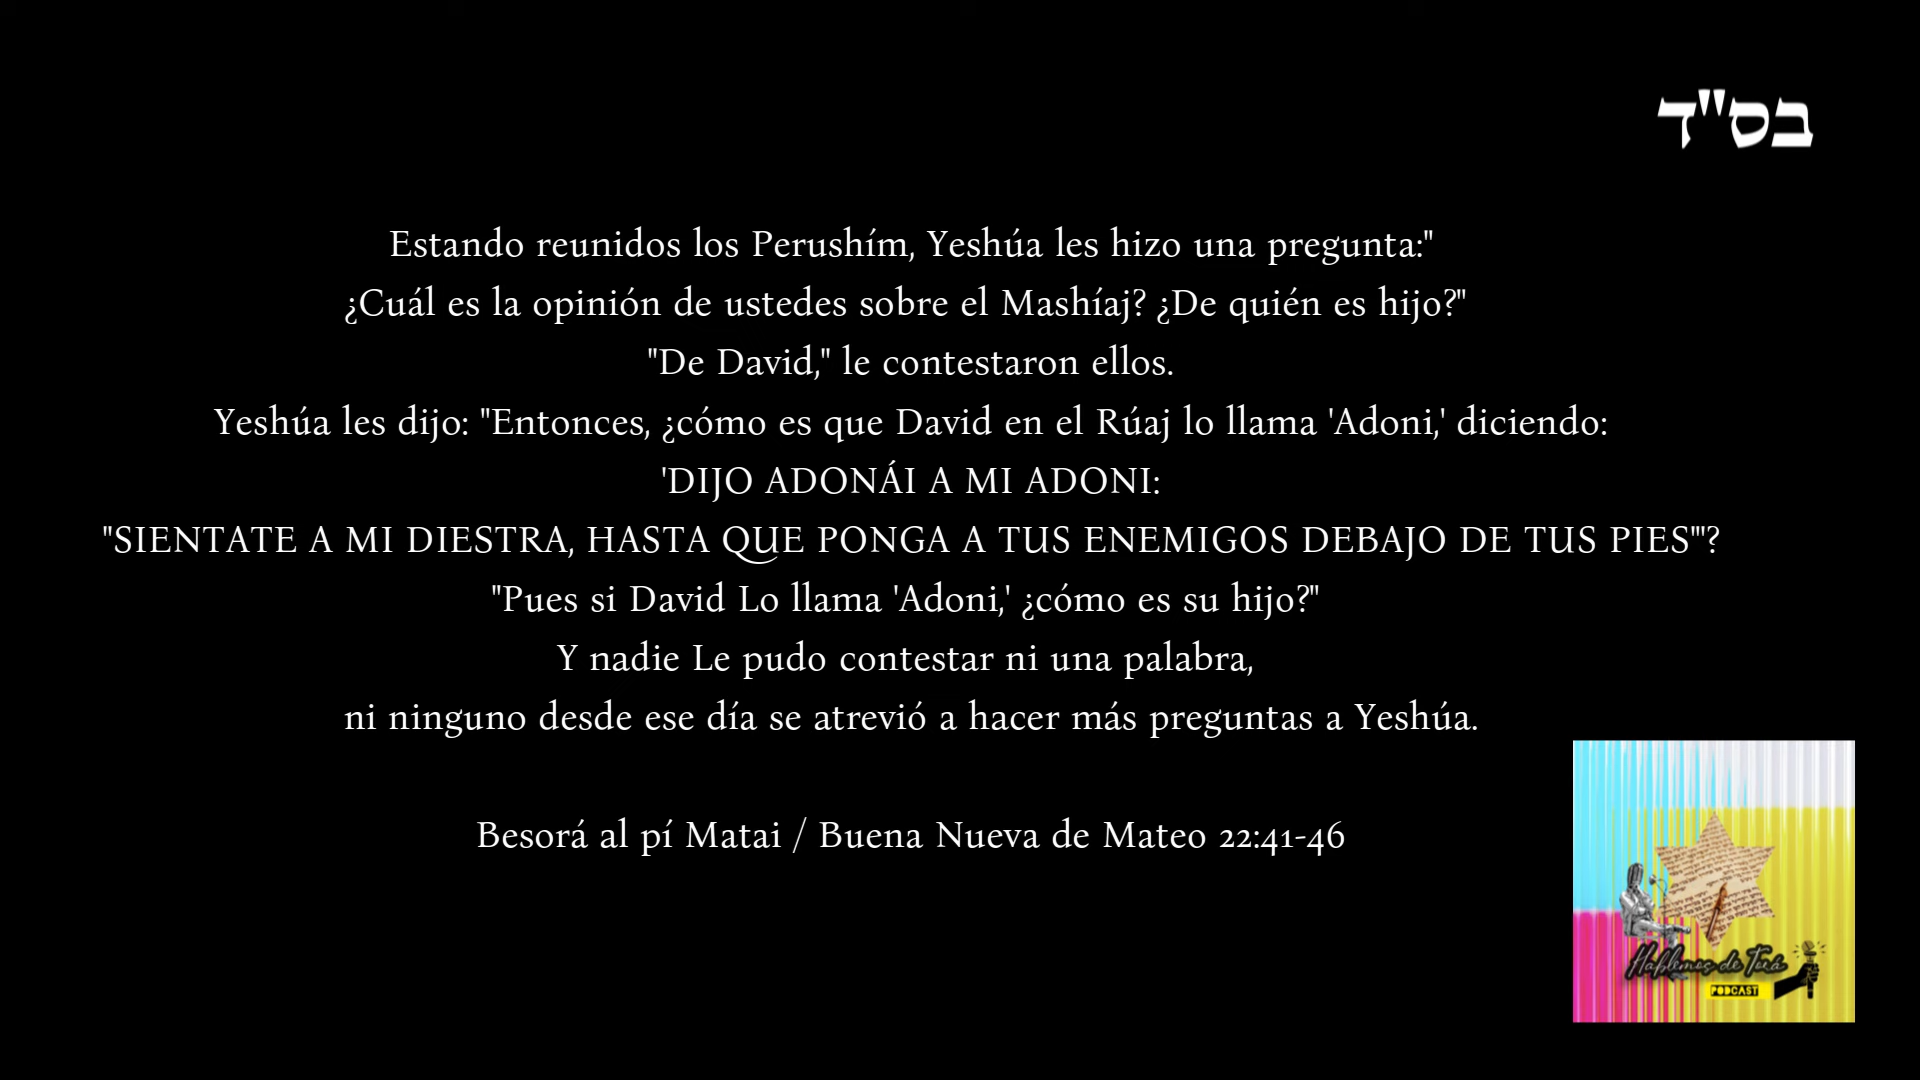 בס"ד
Estando reunidos los Perushím, Yeshúa les hizo una pregunta:"
¿Cuál es la opinión de ustedes sobre el Mashíaj? ¿De quién es hijo?"
"De David," le contestaron ellos.
Yeshúa les dijo: "Entonces, ¿cómo es que David en el Rúaj lo llama 'Adoni,' diciendo:
'DIJO ADONÁI A MI ADONI:
"SIENTATE A MI DIESTRA, HASTA QUE PONGA A TUS ENEMIGOS DEBAJO DE TUS PIES"'?
"Pues si David Lo llama 'Adoni,' ¿cómo es su hijo?"
Y nadie Le pudo contestar ni una palabra,
ni ninguno desde ese día se atrevió a hacer más preguntas a Yeshúa.
Besorá al pí Matai / Buena Nueva de Mateo 22:41-46
Hablemos de Torá
PODCAST